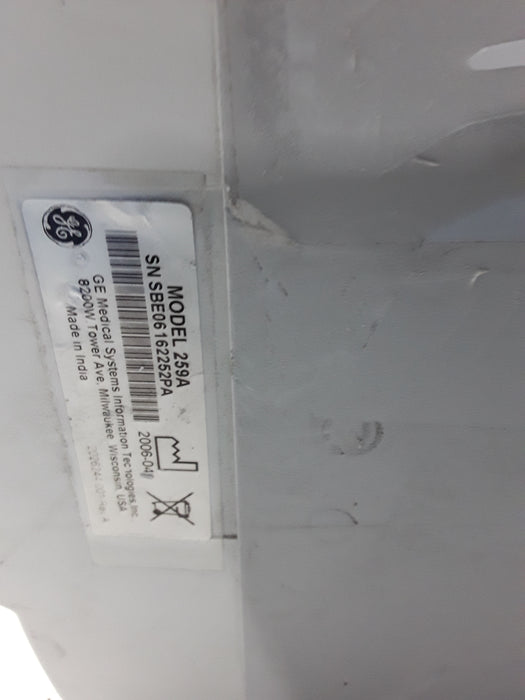 MODEL 259A
SN SBE06162252PA
2006-04
GE Medical Systems Information Technologies, Inc.
8200W Tower Ave. Milwaukee Wisconsin, USA
Made in India
GE